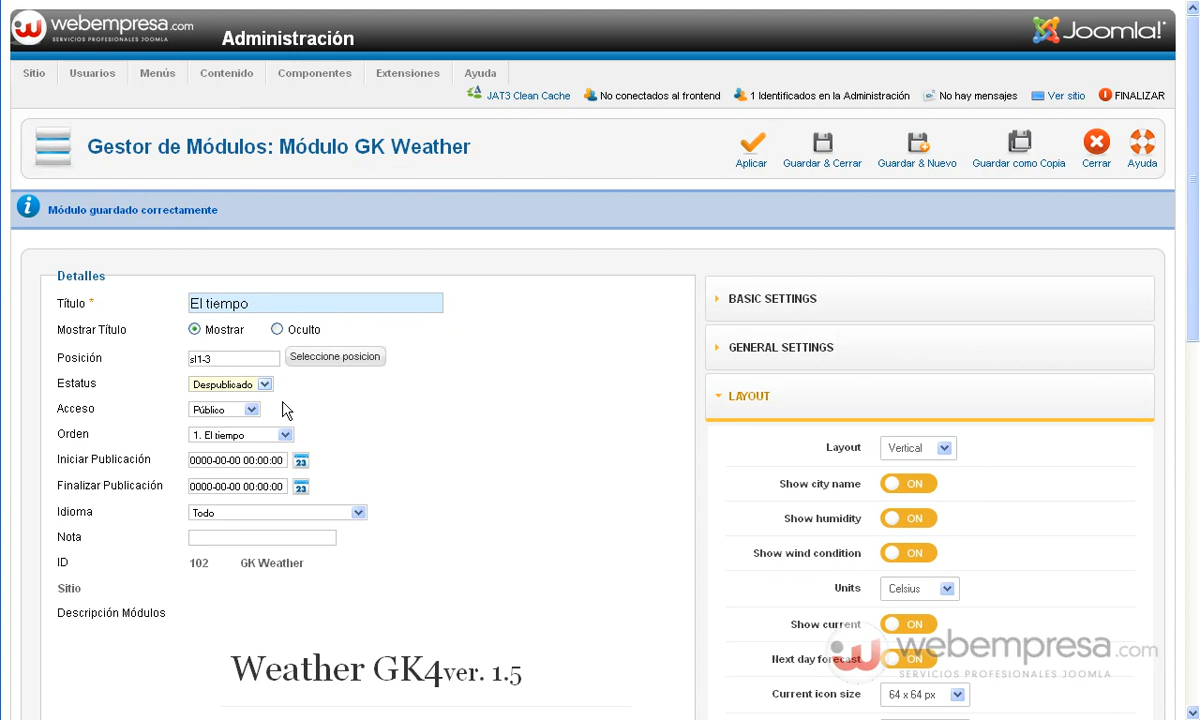 webempresa.com
SERVICIOS PROFESIONALES JOOMLA
Administración
Joomla!
Sitio Usuarios Menús Contenido Componentes Extensiones Ayuda
JAT3 Clean Cache No conectados al frontend 1 Identificados en la Administración No hay mensajes Ver sitio FINALIZAR
Gestor de Módulos: Módulo GK Weather
Aplicar Guardar & Cerrar Guardar & Nuevo Guardar como Copia Cerrar Ayuda
Módulo guardado correctamente
Detalles
Título * El tiempo
Mostrar Título Mostrar Oculto
Posición sl1-3 Seleccione posicion
Estatus Despublicado
Acceso Público
Orden 1. El tiempo
Iniciar Publicación 0000-00-00 00:00:00 23
Finalizar Publicación 0000-00-00 00:00:00 23
Idioma Todo
Nota
ID 102 GK Weather
Sitio
Descripción Módulos
Weather GK4 ver. 1.5
BASIC SETTINGS
GENERAL SETTINGS
LAYOUT
Layout Vertical
Show city name ON
Show humidity ON
Show wind condition ON
Units Celsius
Show current ON
Next day forecast ON
Current icon size 64 x 64 px
webempresa.com
SERVICIOS PROFESIONALES JOOMLA